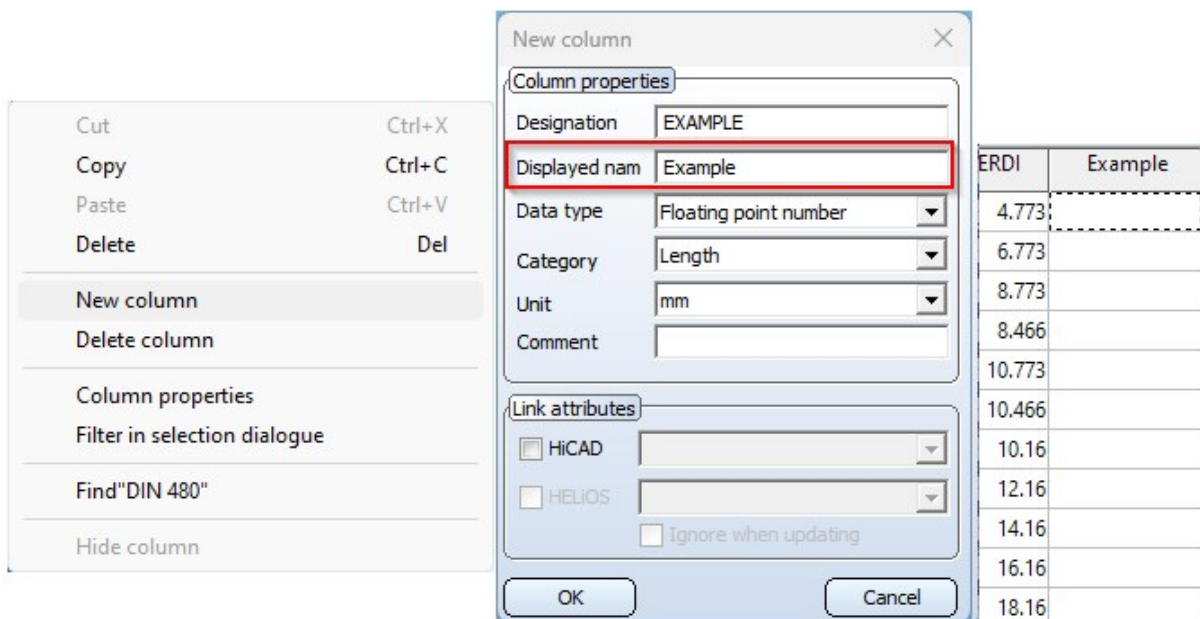 Cut Ctrl+X
Copy Ctrl+C
Paste Ctrl+V
Delete Del
New column
Delete column
Column properties
Filter in selection dialogue
Find"DIN 480"
Hide column
New column
Column properties
Designation EXAMPLE
Displayed nam Example
Data type Floating point number
Category Length
Unit mm
Comment
Link attributes
HiCAD
HELiOS
Ignore when updating
OK Cancel
ERDI Example
4.773
6.773
8.773
8.466
10.773
10.466
10.16
12.16
14.16
16.16
18.16